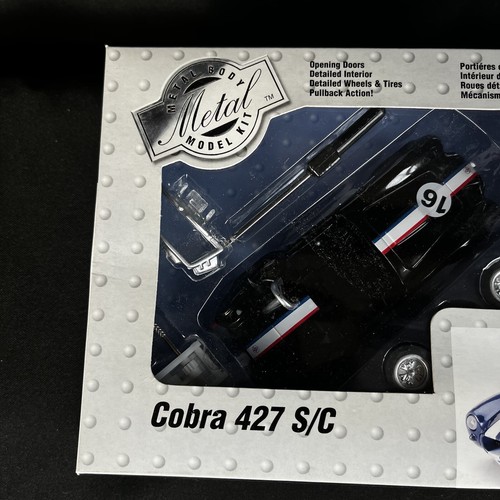 METAL BODY
Metal
TM
MODEL KIT
Opening Doors
Detailed Interior
Detailed Wheels & Tires
Pullback Action!
Portières
Intérieur d
Roues dét
Mécanism
16
Cobra 427 S/C